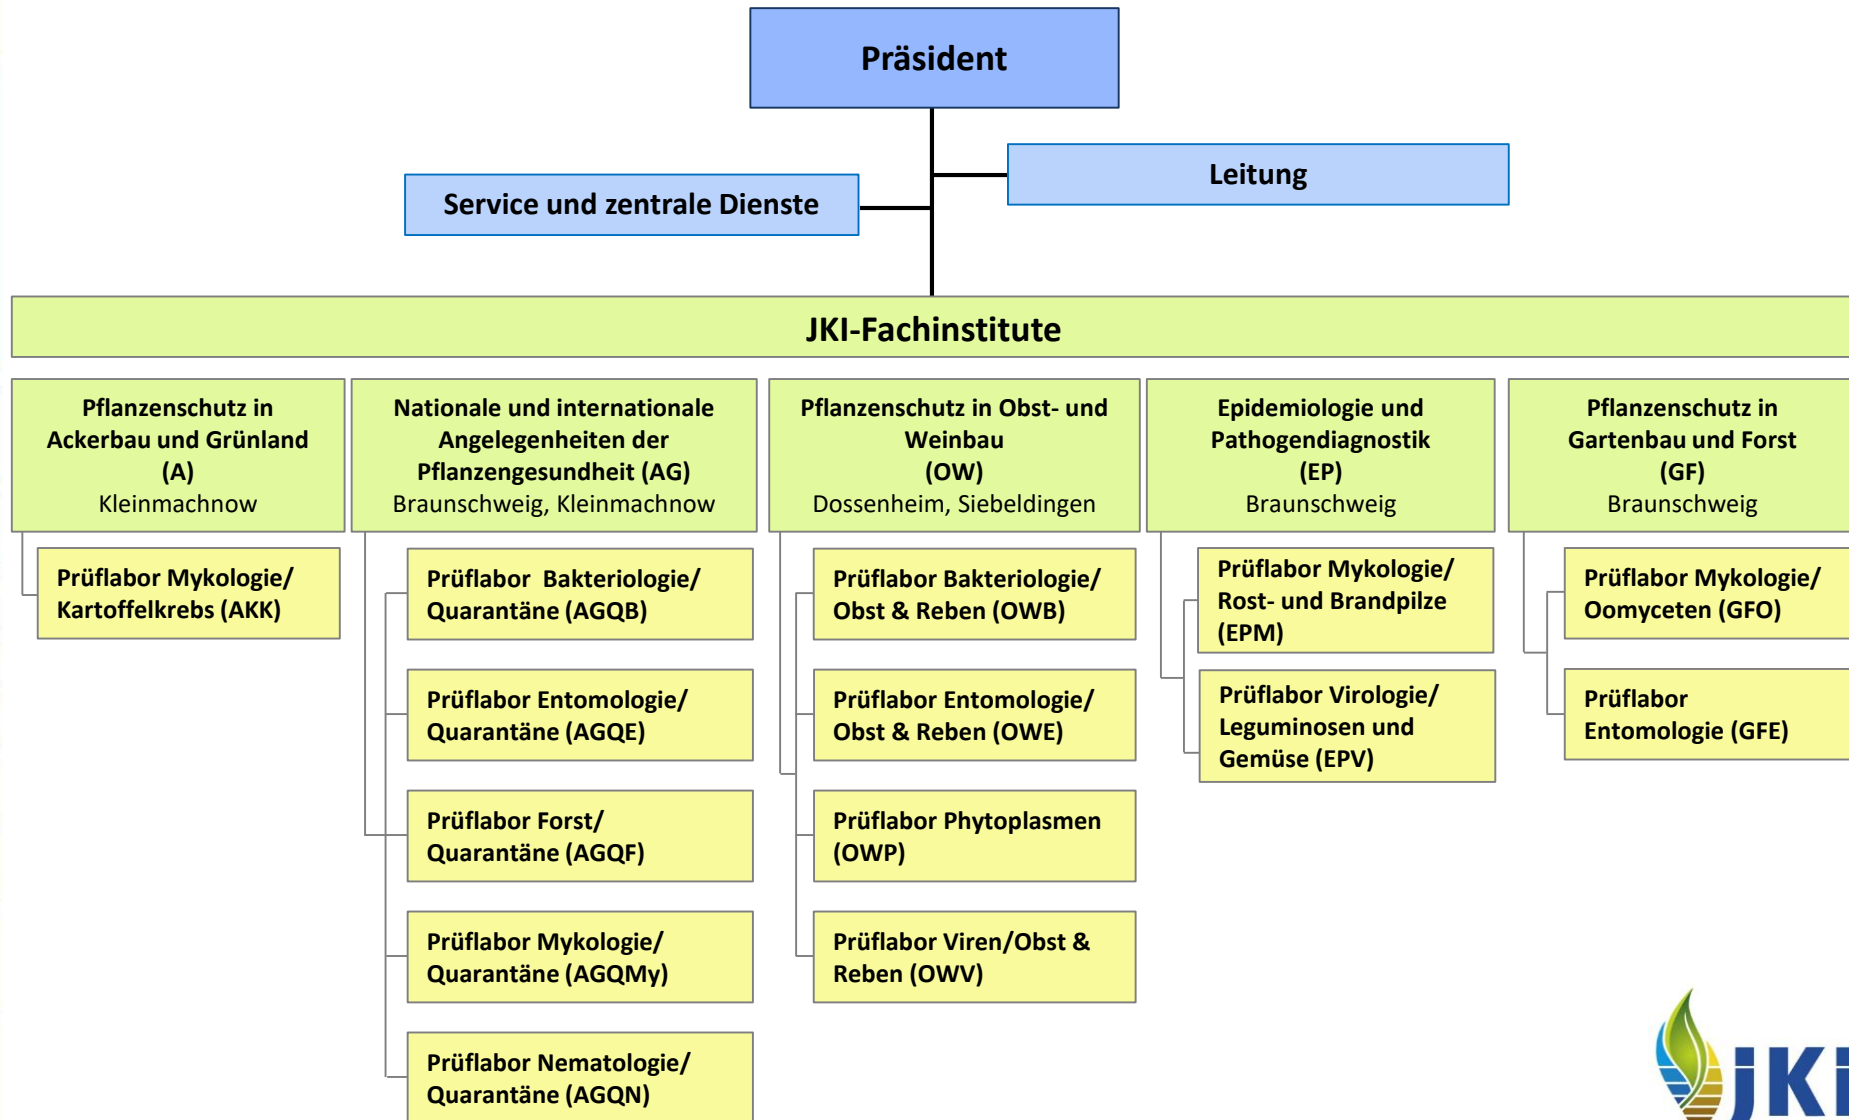 Präsident
Leitung
Service und zentrale Dienste
JKI-Fachinstitute
Pflanzenschutz in
Ackerbau und Grünland
(A)
Kleinmachnow
Prüflabor Mykologie/
Kartoffelkrebs (AKK)
Nationale und internationale
Angelegenheiten der
Pflanzengesundheit (AG)
Braunschweig, Kleinmachnow
Prüflabor Bakteriologie/
Quarantäne (AGQB)
Prüflabor Entomologie/
Quarantäne (AGQE)
Prüflabor Forst/
Quarantäne (AGQF)
Prüflabor Mykologie/
Quarantäne (AGQMy)
Prüflabor Nematologie/
Quarantäne (AGQN)
Pflanzenschutz in Obst- und
Weinbau
(OW)
Dossenheim, Siebeldingen
Prüflabor Bakteriologie/
Obst & Reben (OWB)
Prüflabor Entomologie/
Obst & Reben (OWE)
Prüflabor Phytoplasmen
(OWP)
Prüflabor Viren/Obst &
Reben (OWV)
Epidemiologie und
Pathogendiagnostik
(EP)
Braunschweig
Prüflabor Mykologie/
Rost- und Brandpilze
(EPM)
Prüflabor Virologie/
Leguminosen und
Gemüse (EPV)
Pflanzenschutz in
Gartenbau und Forst
(GF)
Braunschweig
Prüflabor Mykologie/
Oomyceten (GFO)
Prüflabor
Entomologie (GFE)
jKi